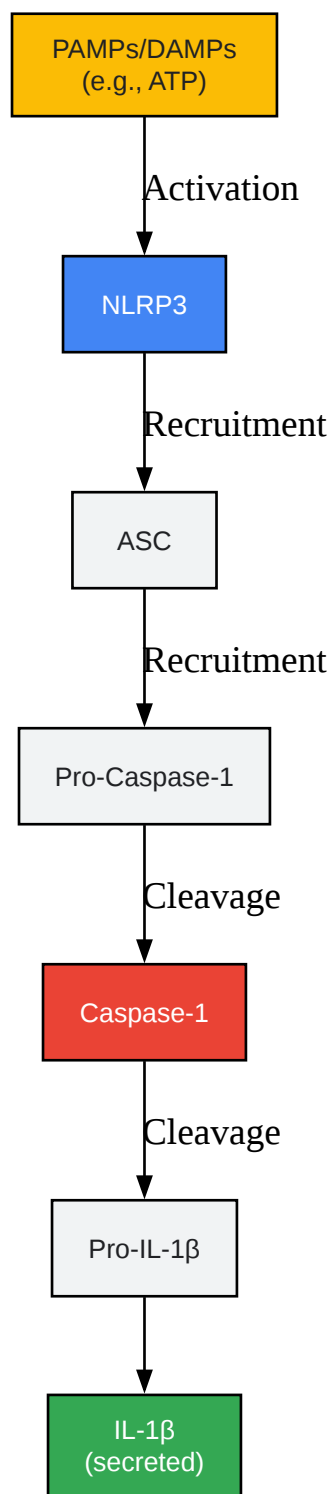 PAMPs/DAMPs
(e.g., ATP)
Activation
NLRP3
Recruitment
ASC
Recruitment
Pro-Caspase-1
Cleavage
Caspase-1
Cleavage
Pro-IL-1β
IL-1β
(secreted)